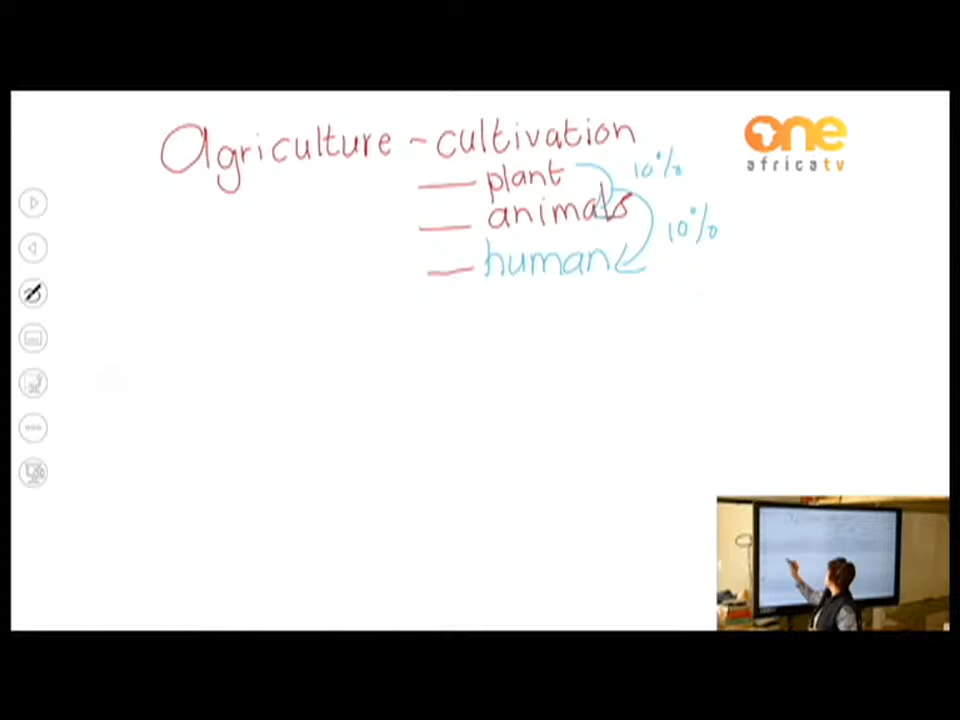 Agriculture - cultivation
plant 10%
animals
10%
human
one
africa tv